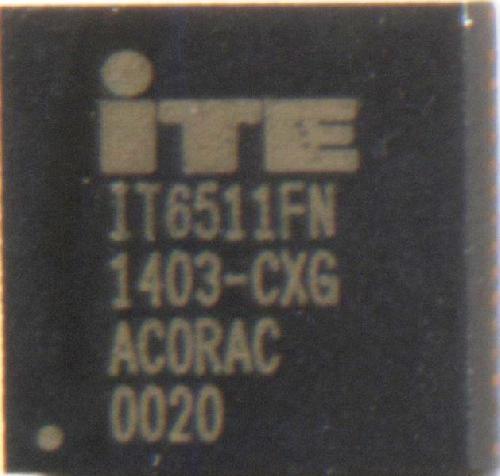 iTE
IT6511FN
1403-CXG
ACORAC
0020